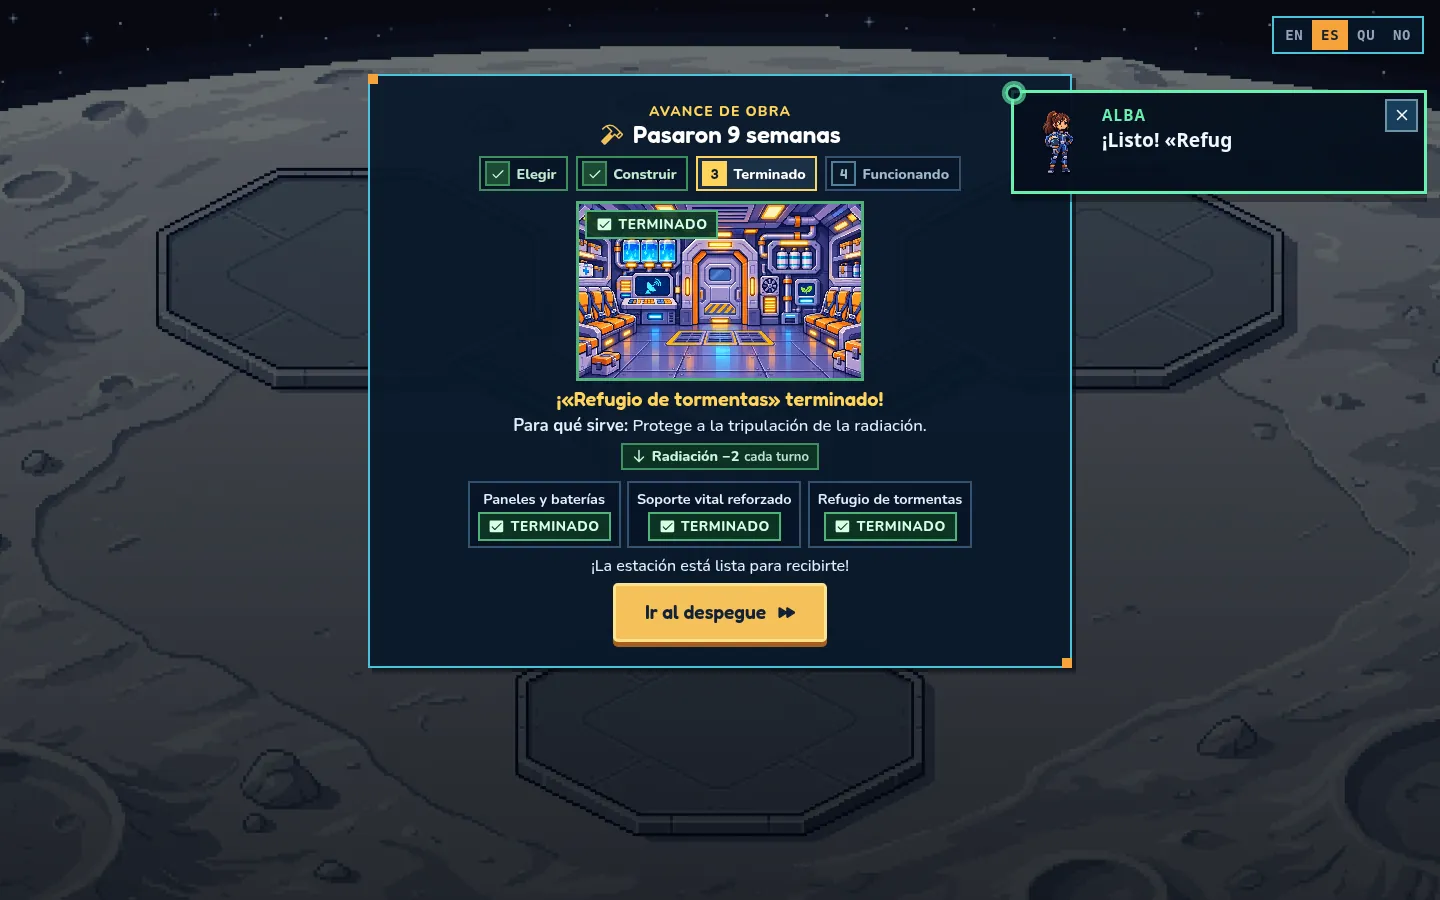 EN ES QU NO
AVANCE DE OBRA
Pasaron 9 semanas
Elegir
Construir
3 Terminado
4 Funcionando
ALBA
¡Listo! «Refug
TERMINADO
¡«Refugio de tormentas» terminado!
Para qué sirve: Protege a la tripulación de la radiación.
Radiación −2 cada turno
Paneles y baterías
TERMINADO
Soporte vital reforzado
TERMINADO
Refugio de tormentas
TERMINADO
¡La estación está lista para recibirte!
Ir al despegue